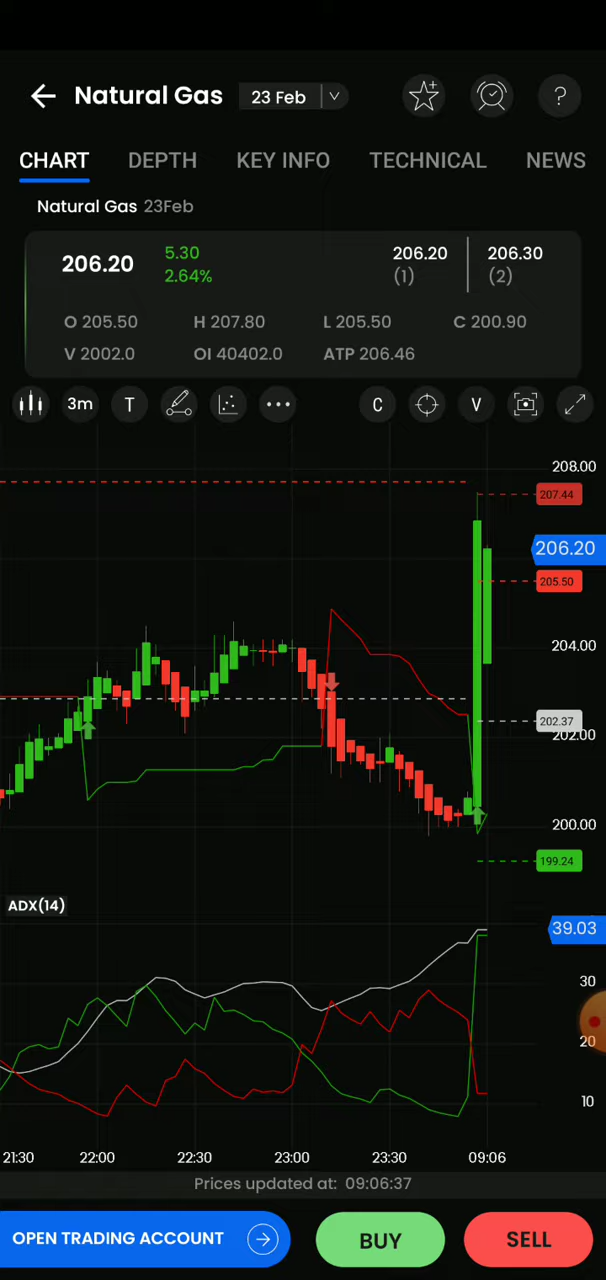 Natural Gas 23 Feb ?
CHART DEPTH KEY INFO TECHNICAL NEWS
Natural Gas 23Feb
206.20 5.30 2.64% 206.20 (1) 206.30 (2)
O 205.50 H 207.80 L 205.50 C 200.90
V 2002.0 OI 40402.0 ATP 206.46
3m T C V
208.00
207.44
206.20
205.50
204.00
202.37
202.00
200.00
199.24
ADX(14)
39.03
30
20
10
21:30 22:00 22:30 23:00 23:30 09:06
Prices updated at: 09:06:37
OPEN TRADING ACCOUNT BUY SELL